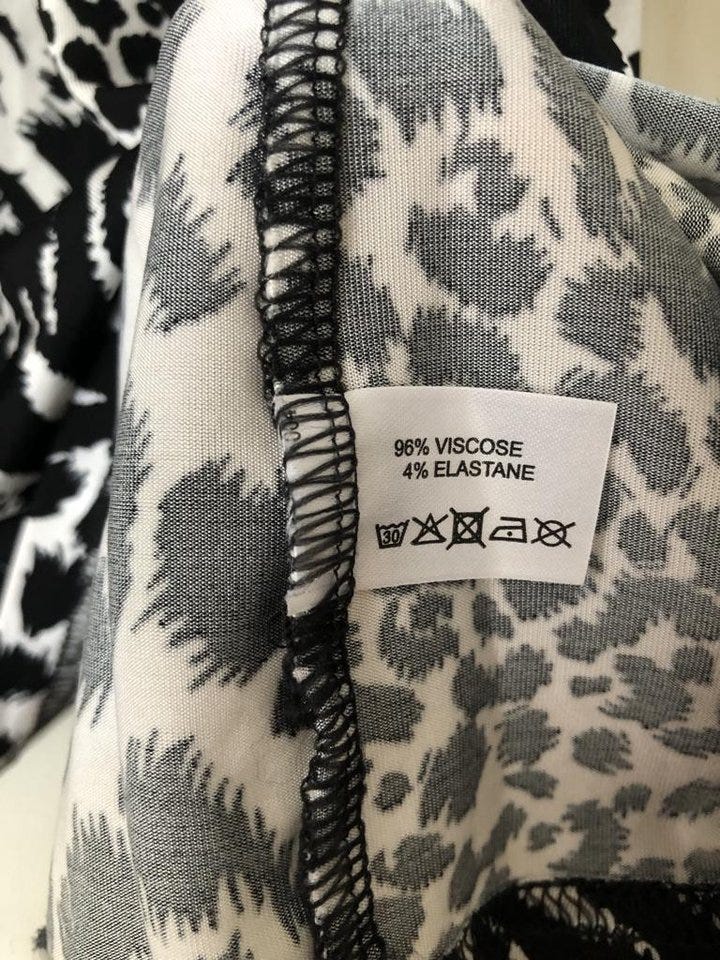 96% VISCOSE
4% ELASTANE
30